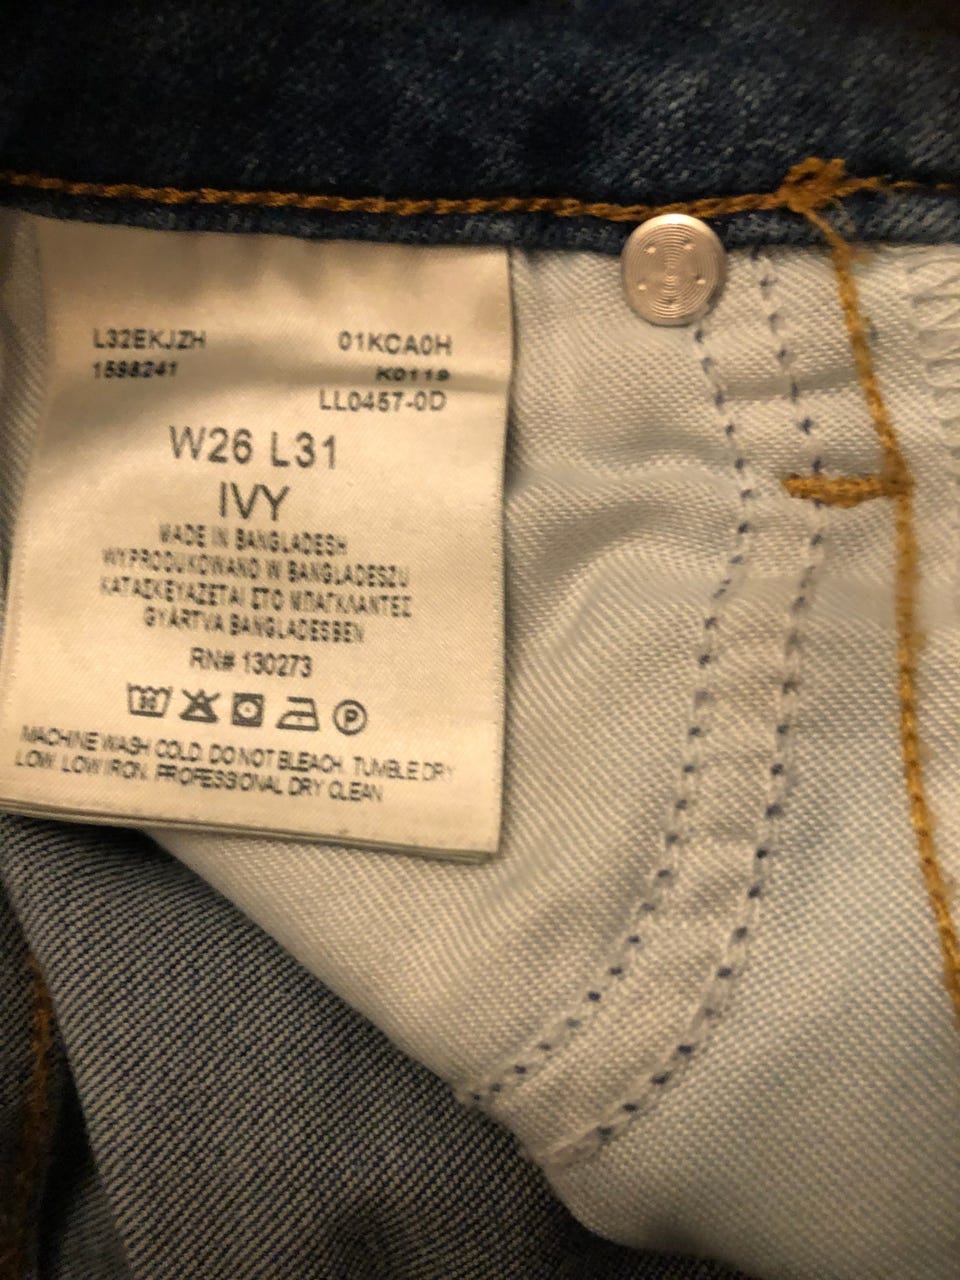 L32EKJZH 01KCA0H
1598241 K0119
LL0457-0D
W26 L31
IVY
MADE IN BANGLADESH
WYPRODUKOWANO W BANGLADESZU
ΚΑΤΑΣΚΕΥΑΖΕΤΑΙ ΣΤΟ ΜΠΑΓΚΛΑΝΤΕΣ
GYÁRTVA BANGLADESBEN
RN# 130273
30 P
MACHINE WASH COLD. DO NOT BLEACH. TUMBLE DRY
LOW. LOW IRON. PROFESSIONAL DRY CLEAN